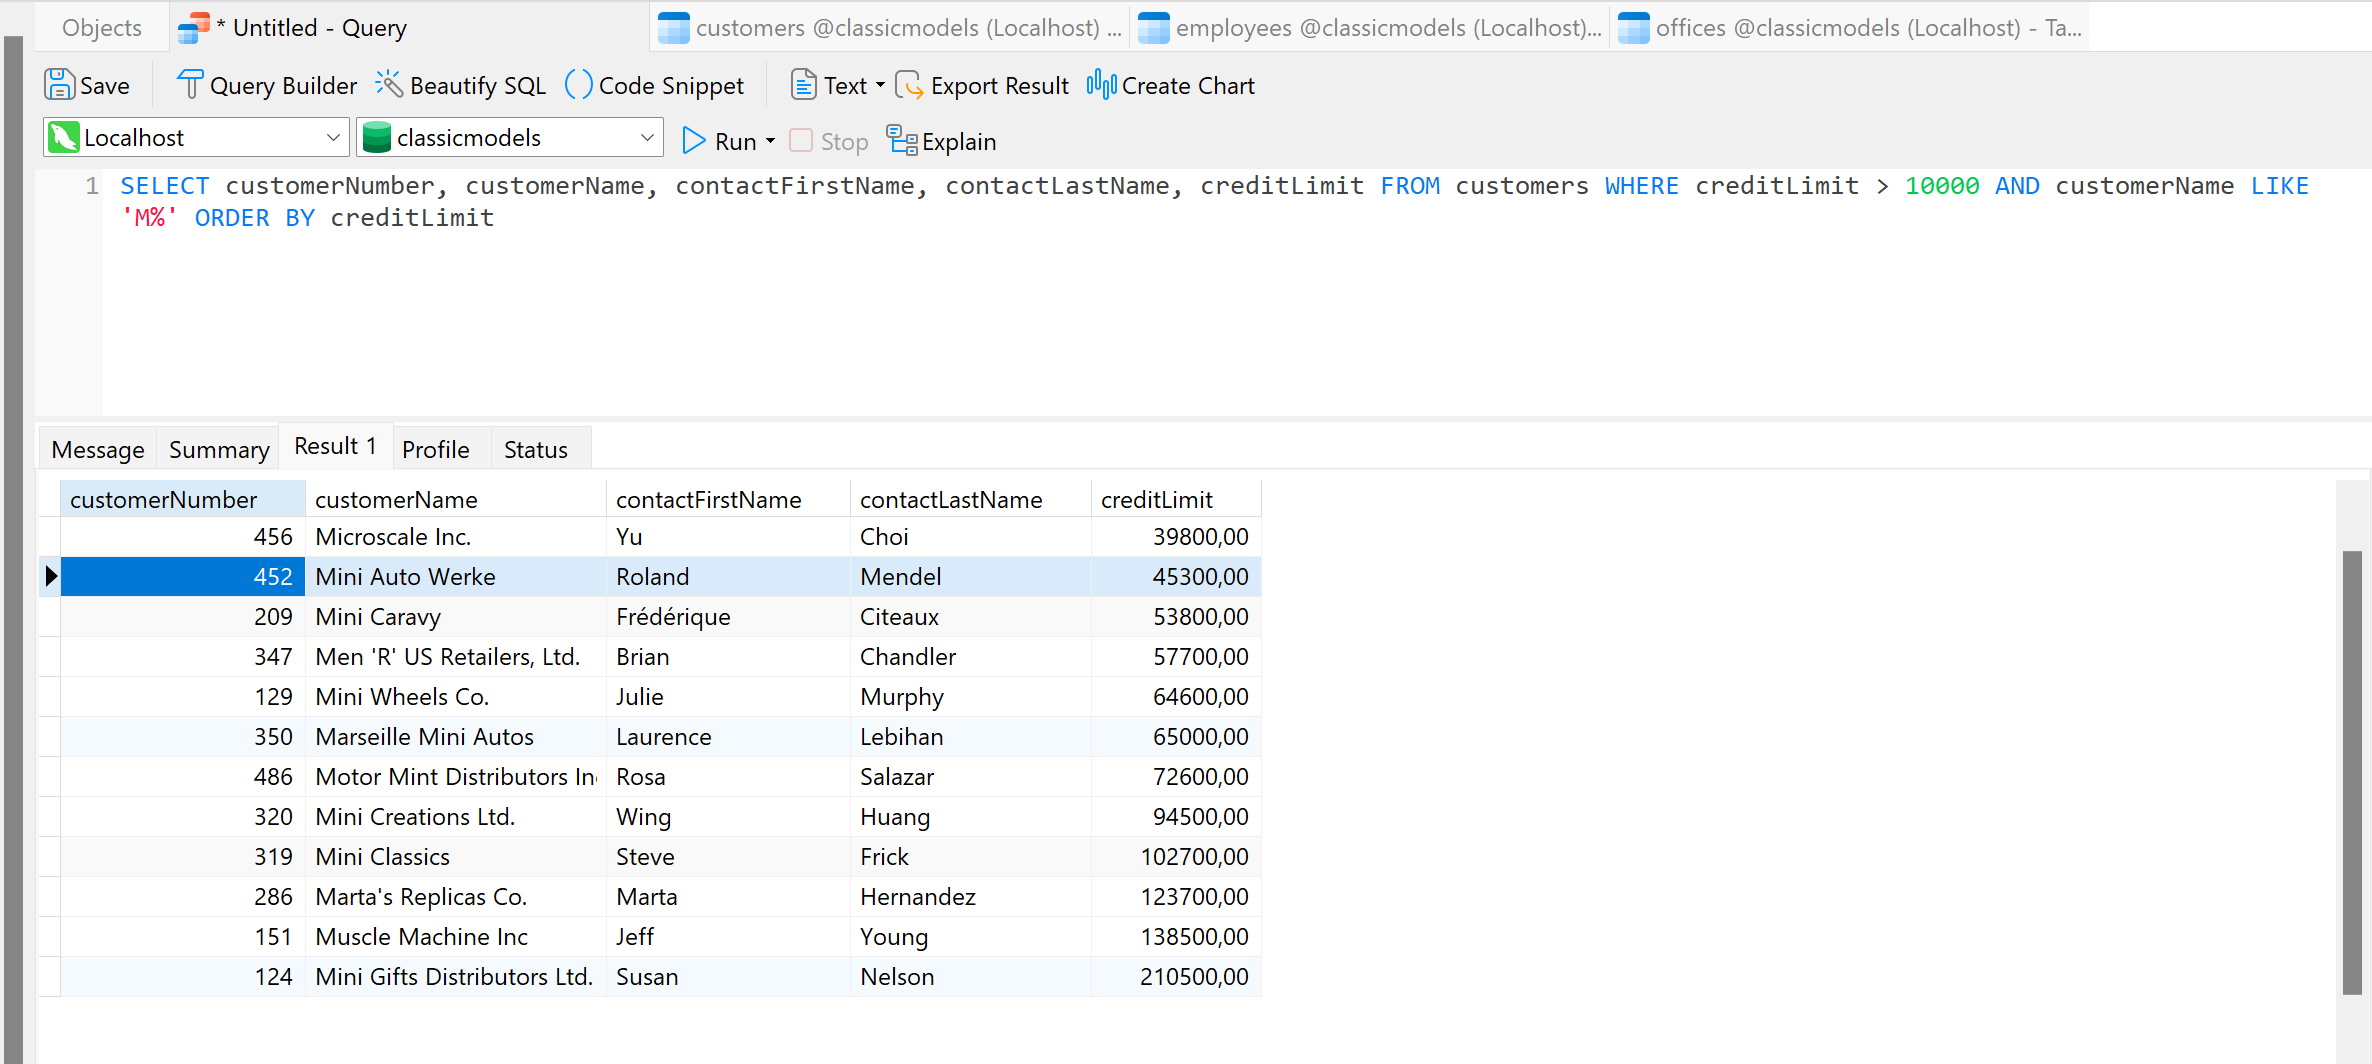 Objects * Untitled - Query customers @classicmodels (Localhost) ... employees @classicmodels (Localhost)... offices @classicmodels (Localhost) - Ta...
Save Query Builder Beautify SQL Code Snippet Text Export Result Create Chart
Localhost classicmodels Run Stop Explain
1 SELECT customerNumber, customerName, contactFirstName, contactLastName, creditLimit FROM customers WHERE creditLimit > 10000 AND customerName LIKE
'M%' ORDER BY creditLimit
Message Summary Result 1 Profile Status
customerNumber customerName contactFirstName contactLastName creditLimit
456 Microscale Inc. Yu Choi 39800,00
452 Mini Auto Werke Roland Mendel 45300,00
209 Mini Caravy Frédérique Citeaux 53800,00
347 Men 'R' US Retailers, Ltd. Brian Chandler 57700,00
129 Mini Wheels Co. Julie Murphy 64600,00
350 Marseille Mini Autos Laurence Lebihan 65000,00
486 Motor Mint Distributors In Rosa Salazar 72600,00
320 Mini Creations Ltd. Wing Huang 94500,00
319 Mini Classics Steve Frick 102700,00
286 Marta's Replicas Co. Marta Hernandez 123700,00
151 Muscle Machine Inc Jeff Young 138500,00
124 Mini Gifts Distributors Ltd. Susan Nelson 210500,00